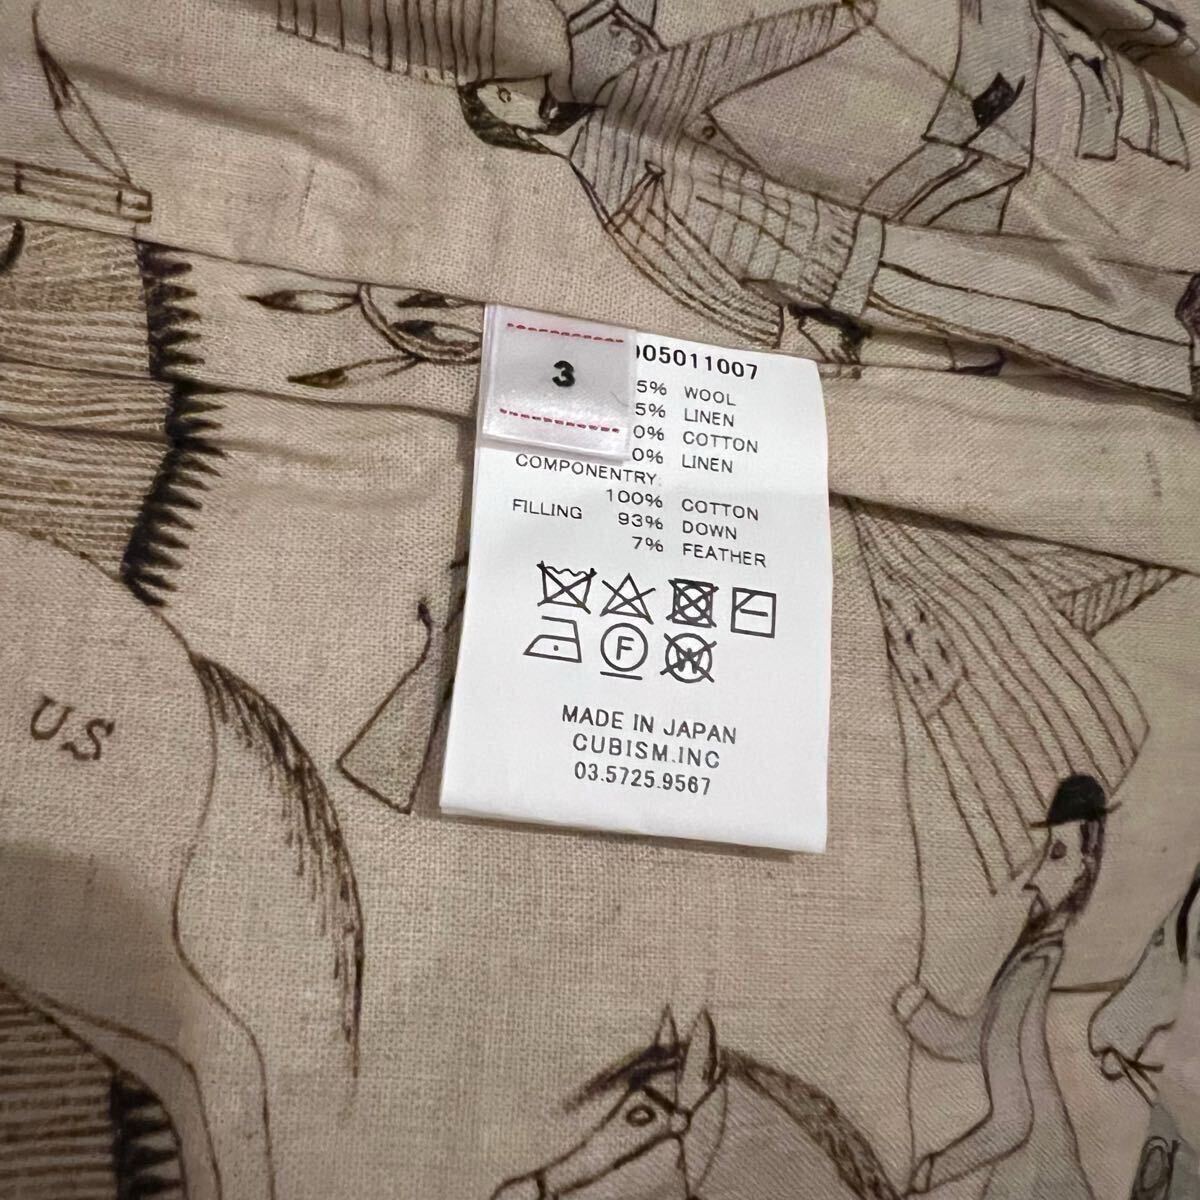 3
05011007
5% WOOL
5% LINEN
0% COTTON
0% LINEN
COMPONENTRY:
100% COTTON
FILLING 93% DOWN
7% FEATHER
F
W
MADE IN JAPAN
CUBISM.INC
03.5725.9567
US